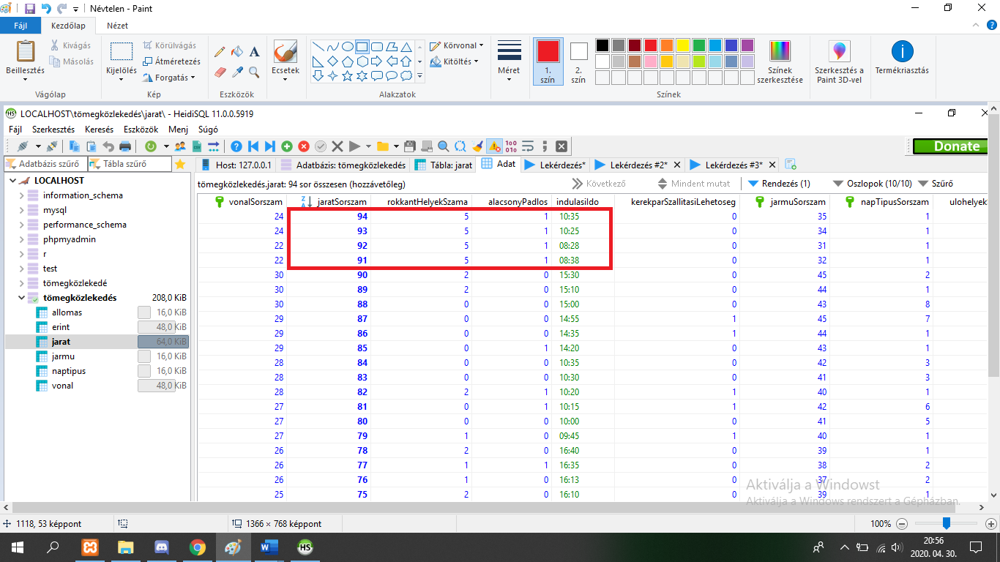 Névtelen - Paint
Fájl Kezdőlap Nézet
Beillesztés Kivágás Másolás Vágólap
Kijelölés Körülvágás Átméretezés Forgatás Kép
Eszközök
Ecsetek
Körvonal Kitöltés Alakzatok
Méret
1. szín 2. szín Színek szerkesztése Színek
Szerkesztés a Paint 3D-vel
Termékriasztás
LOCALHOST\tömegközlekedés\jarat\ - HeidiSQL 11.0.0.5919
Fájl Szerkesztés Keresés Eszközök Menj Súgó
Donate
Adatbázis szűrő Tábla szűrő
Host: 127.0.0.1 Adatbázis: tömegközlekedés Tábla: jarat Adat Lekérdezés* Lekérdezés #2* Lekérdezés #3*
LOCALHOST
information_schema
mysql
performance_schema
phpmyadmin
r
test
tömegközlekedé
tömegközlekedés 208,0 KiB
allomas 16,0 KiB
erint 48,0 KiB
jarat 64,0 KiB
jarmu 16,0 KiB
naptipus 16,0 KiB
vonal 48,0 KiB
tömegközlekedés.jarat: 94 sor összesen (hozzávetőleg) Következő Mindent mutat Rendezés (1) Oszlopok (10/10) Szűrő
vonalSorszam jaratSorszam rokkantHelyekSzama alacsonyPadlos indulasiIdo kerekparSzallitasiLehetoseg jarmuSorszam napTipusSorszam
24 94 5 1 10:35 0 35 1
24 93 5 1 10:25 0 34 1
22 92 5 1 08:28 0 31 1
22 91 5 1 08:38 0 32 1
30 90 2 0 15:30 0 45 2
30 89 2 0 15:10 0 44 1
30 88 0 0 15:00 0 43 8
29 87 0 0 14:55 1 45 7
29 86 0 0 14:35 1 44 1
29 85 0 1 14:20 0 43 1
28 84 0 0 10:35 0 42 3
28 83 0 0 10:30 0 41 3
28 82 2 1 10:20 1 40 1
27 81 0 1 10:15 1 42 6
27 80 0 0 10:00 0 41 5
27 79 1 0 09:45 1 40 1
26 78 2 0 16:40 0 39 1
26 77 1 1 16:35 0 38 2
26 76 1 0 16:13 0 37 2
25 75 2 0 16:10 0 39 1
Aktiválja a Windowst
Aktiválja a Windows rendszert a Gépházban.
1118, 53 képpont 1366 × 768 képpont 100%
20:56
2020. 04. 30.